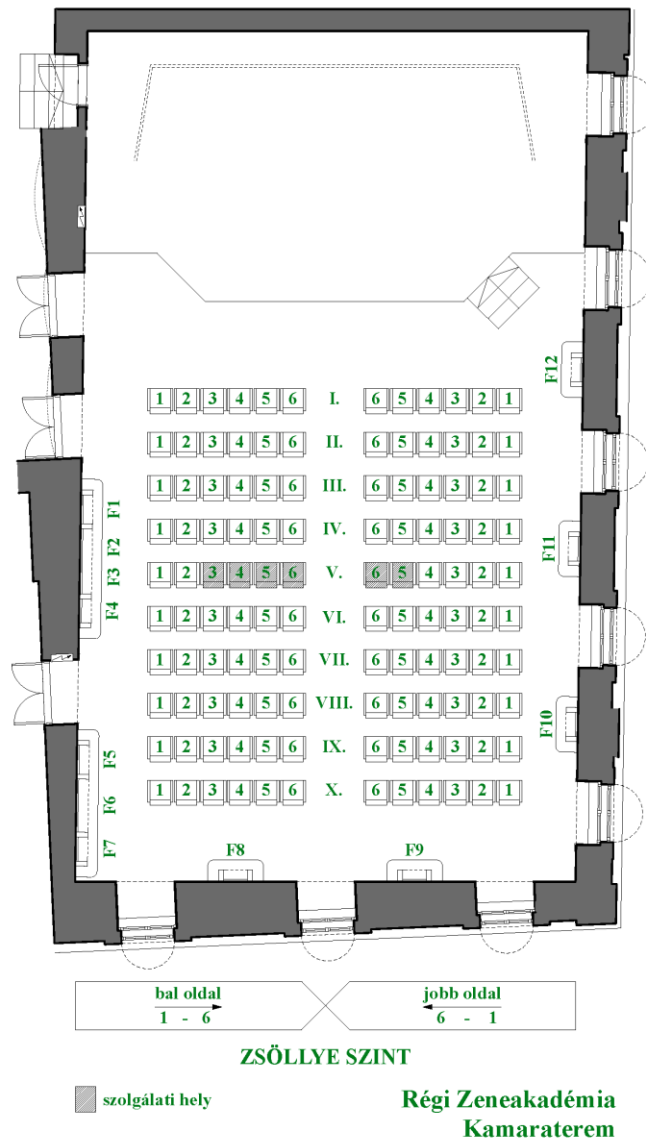 F12
1 2 3 4 5 6 I. 6 5 4 3 2 1
1 2 3 4 5 6 II. 6 5 4 3 2 1
1 2 3 4 5 6 III. 6 5 4 3 2 1
F1
1 2 3 4 5 6 IV. 6 5 4 3 2 1
F2
F11
1 2 3 4 5 6 V. 6 5 4 3 2 1
F3
F4
1 2 3 4 5 6 VI. 6 5 4 3 2 1
1 2 3 4 5 6 VII. 6 5 4 3 2 1
1 2 3 4 5 6 VIII. 6 5 4 3 2 1
F10
F5
1 2 3 4 5 6 IX. 6 5 4 3 2 1
1 2 3 4 5 6 X. 6 5 4 3 2 1
F6
F7
F8 F9
bal oldal jobb oldal
1 - 6 6 - 1
ZSÖLLYE SZINT
szolgálati hely
Régi Zeneakadémia
Kamaraterem